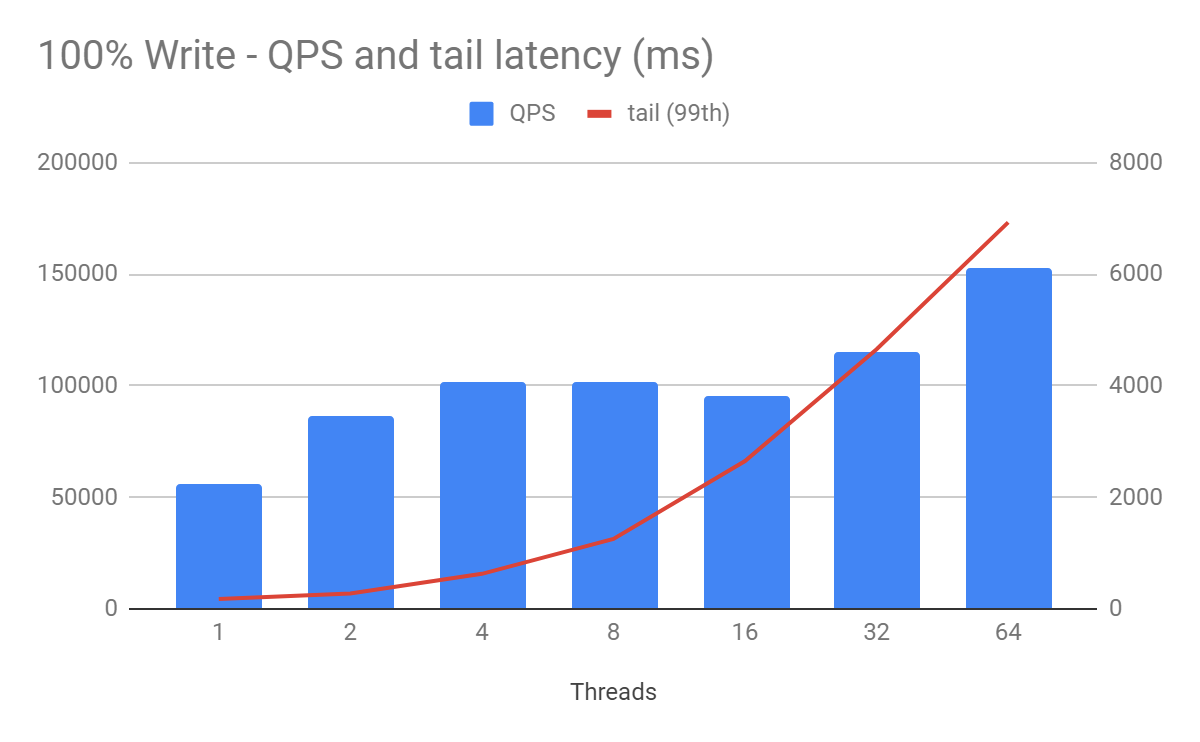 100% Write - QPS and tail latency (ms)
QPS tail (99th)
200000 8000
150000 6000
100000 4000
50000 2000
0 0
1 2 4 8 16 32 64
Threads